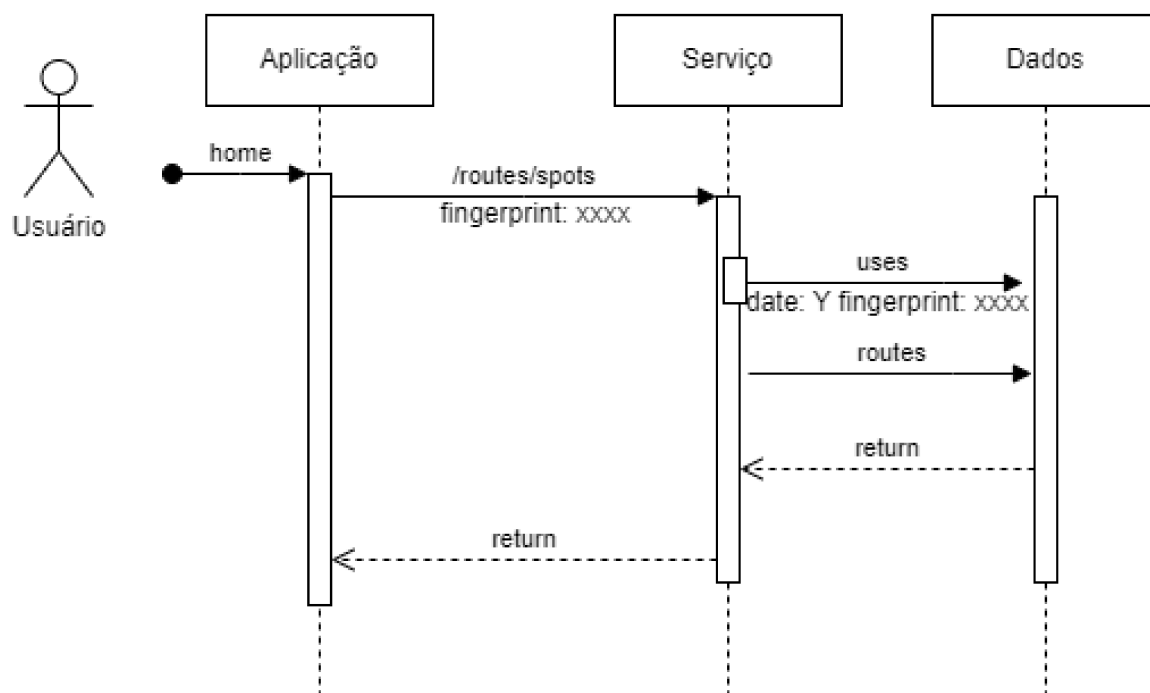 Aplicação
Serviço
Dados
Usuário
home
/routes/spots
fingerprint: xxxx
uses
date: Y fingerprint: xxxx
routes
return
return